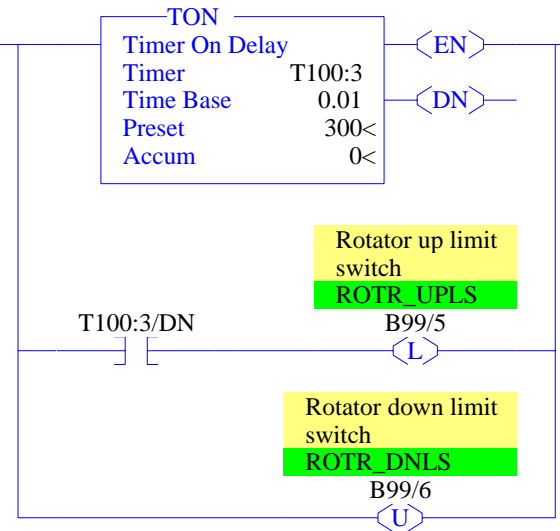 TON
Timer On Delay
Timer T100:3
Time Base 0.01
Preset 300<
Accum 0<
EN
DN
Rotator up limit
switch
ROTR_UPLS
T100:3/DN B99/5
L
Rotator down limit
switch
ROTR_DNLS
B99/6
U